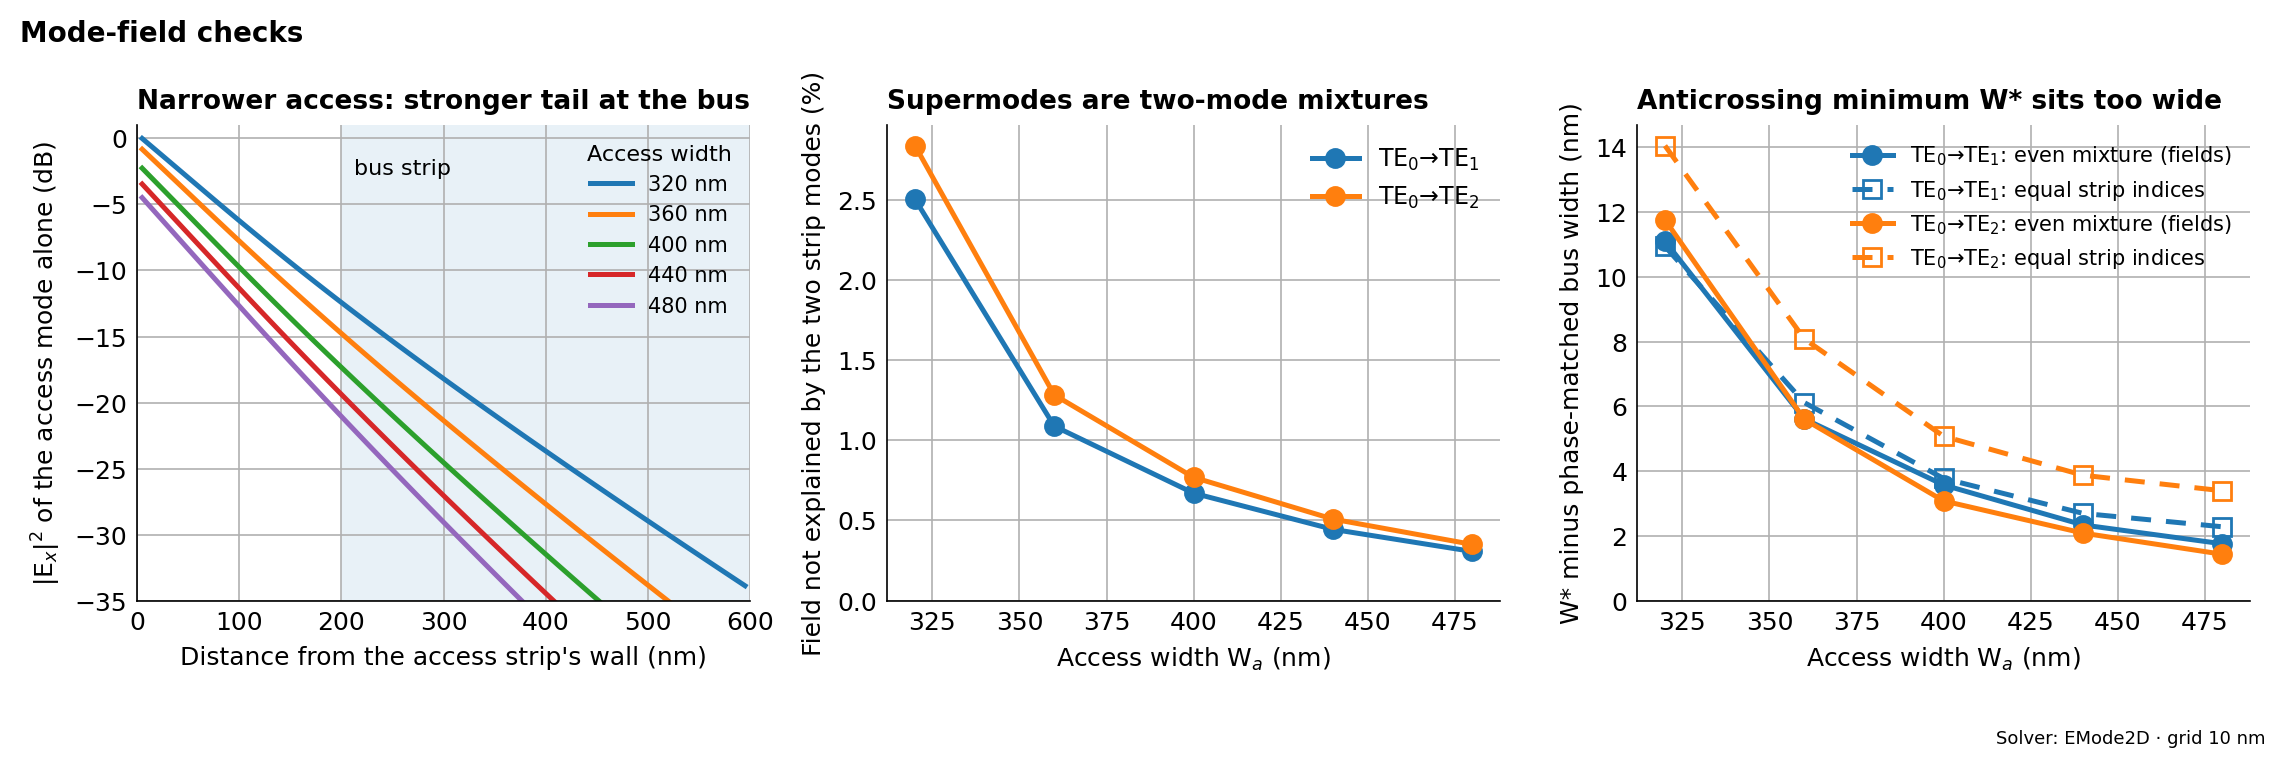 Mode-field checks
Narrower access: stronger tail at the bus
|Eₓ|² of the access mode alone (dB)
0
−5
−10
−15
−20
−25
−30
−35
bus strip
Access width
320 nm
360 nm
400 nm
440 nm
480 nm
0 100 200 300 400 500 600
Distance from the access strip's wall (nm)
Supermodes are two-mode mixtures
Field not explained by the two strip modes (%)
2.5
2.0
1.5
1.0
0.5
0.0
TE₀→TE₁
TE₀→TE₂
325 350 375 400 425 450 475
Access width Wₐ (nm)
Anticrossing minimum W* sits too wide
W* minus phase-matched bus width (nm)
14
12
10
8
6
4
2
0
TE₀→TE₁: even mixture (fields)
TE₀→TE₁: equal strip indices
TE₀→TE₂: even mixture (fields)
TE₀→TE₂: equal strip indices
325 350 375 400 425 450 475
Access width Wₐ (nm)
Solver: EMode2D · grid 10 nm